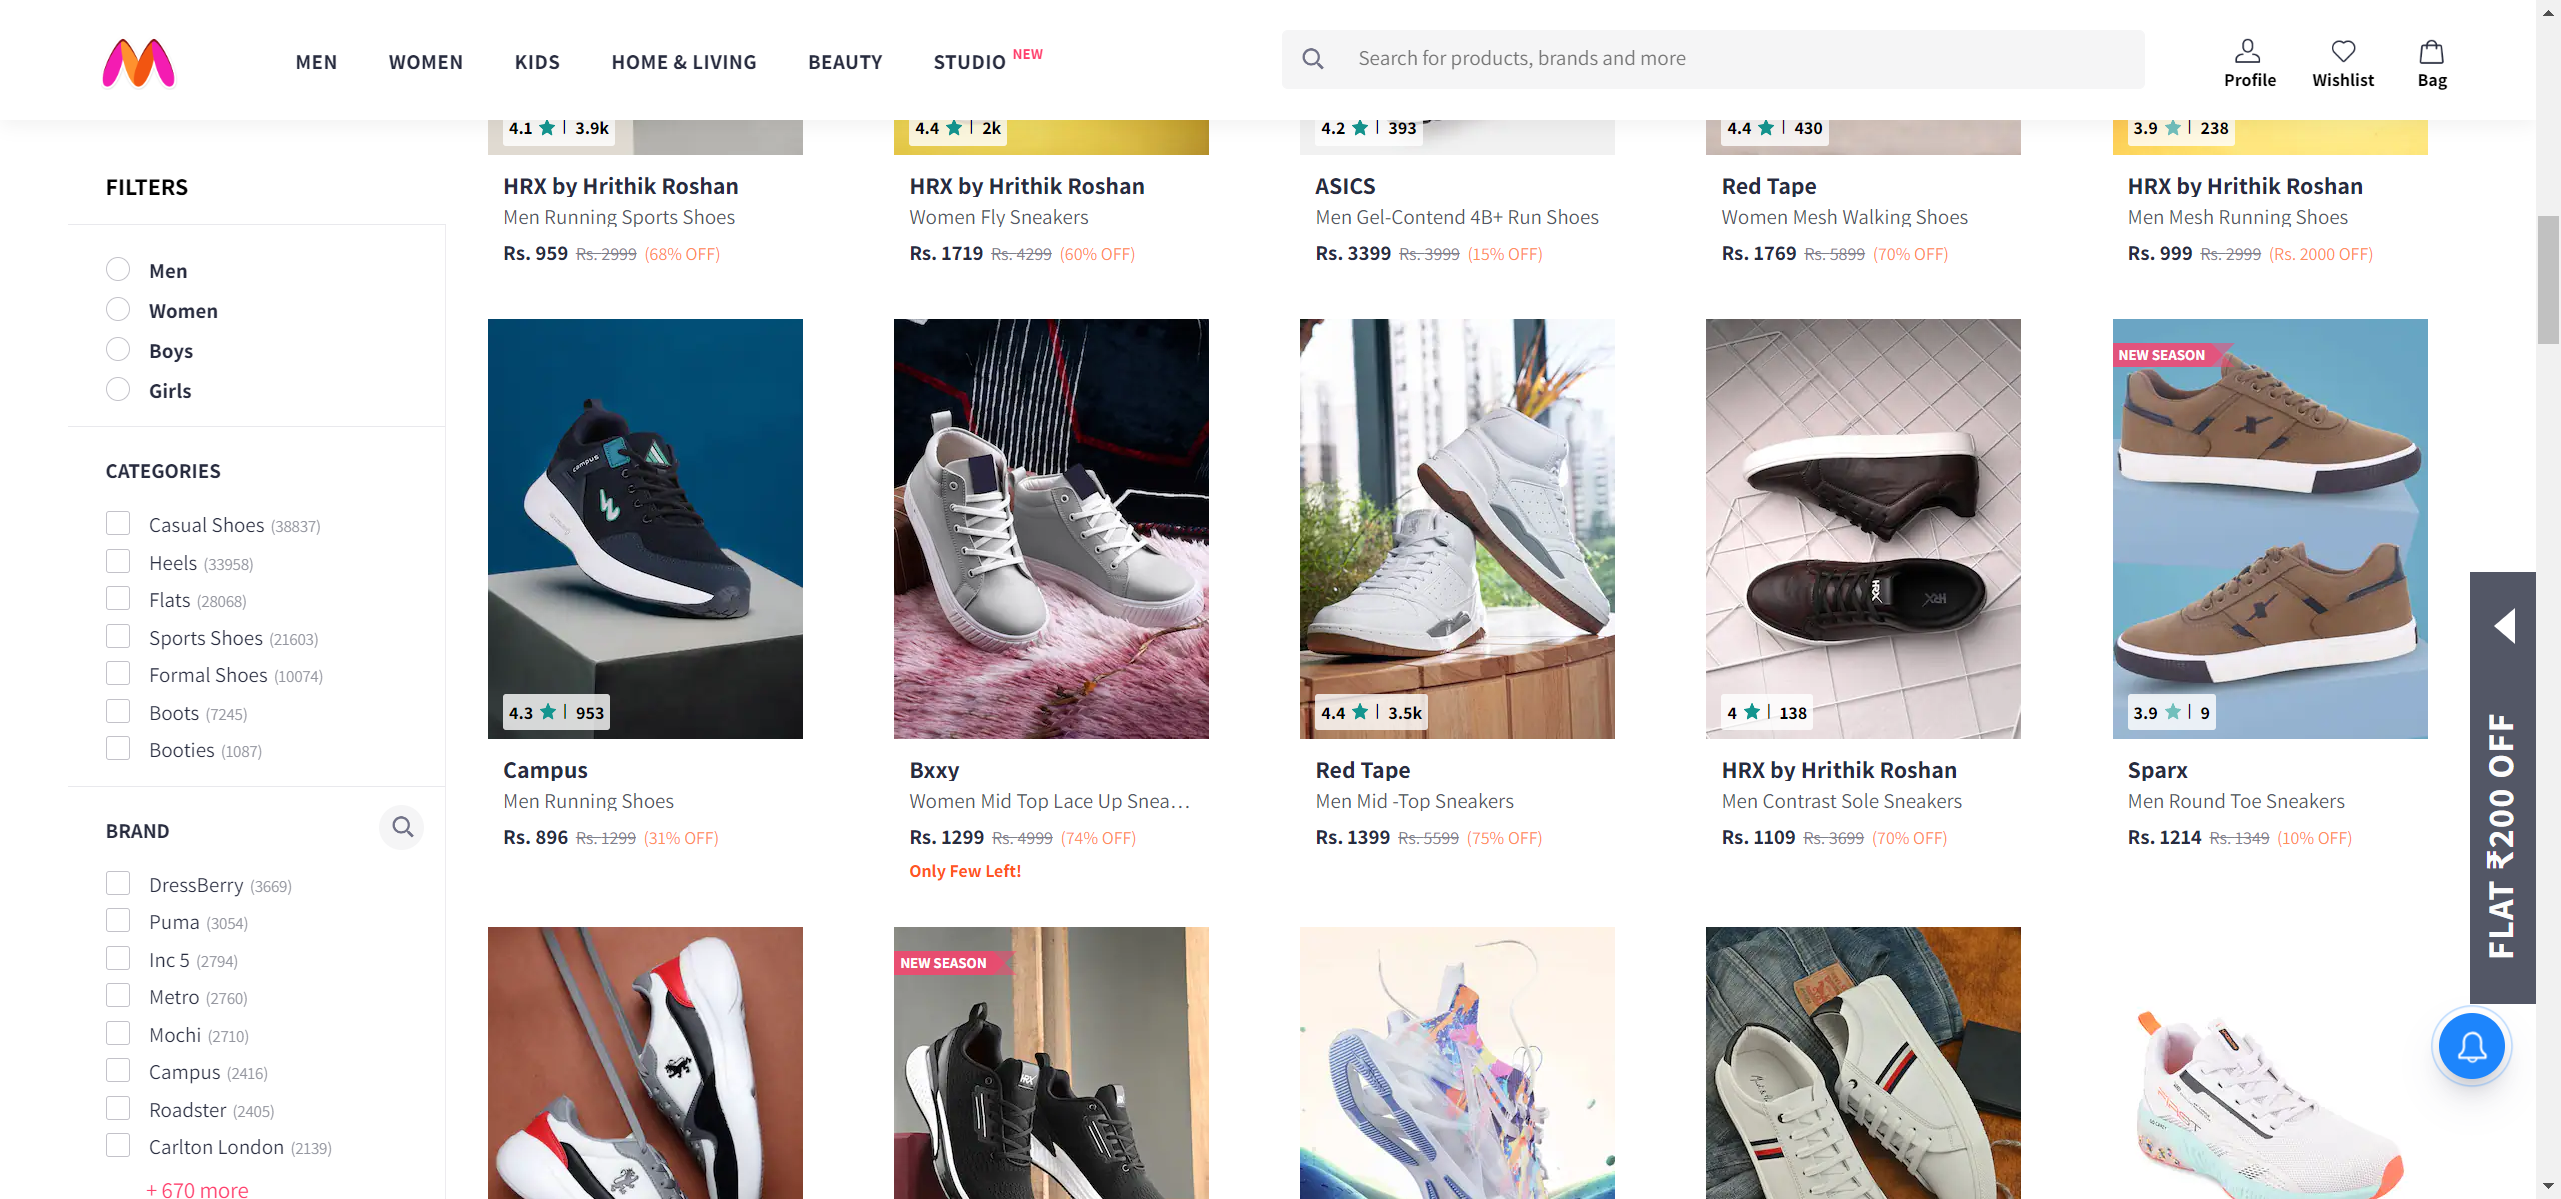 MEN WOMEN KIDS HOME & LIVING BEAUTY STUDIO NEW
Search for products, brands and more
Profile Wishlist Bag
FILTERS
Men
Women
Boys
Girls
CATEGORIES
Casual Shoes (38837)
Heels (33958)
Flats (28068)
Sports Shoes (21603)
Formal Shoes (10074)
Boots (7245)
Booties (1087)
BRAND
DressBerry (3669)
Puma (3054)
Inc 5 (2794)
Metro (2760)
Mochi (2710)
Campus (2416)
Roadster (2405)
Carlton London (2139)
+ 670 more
4.1 ★ | 3.9k
HRX by Hrithik Roshan
Men Running Sports Shoes
Rs. 959 Rs. 2999 (68% OFF)
4.4 ★ | 2k
HRX by Hrithik Roshan
Women Fly Sneakers
Rs. 1719 Rs. 4299 (60% OFF)
4.2 ★ | 393
ASICS
Men Gel-Contend 4B+ Run Shoes
Rs. 3399 Rs. 3999 (15% OFF)
4.4 ★ | 430
Red Tape
Women Mesh Walking Shoes
Rs. 1769 Rs. 5899 (70% OFF)
3.9 ★ | 238
HRX by Hrithik Roshan
Men Mesh Running Shoes
Rs. 999 Rs. 2999 (Rs. 2000 OFF)
campus
4.3 ★ | 953
Campus
Men Running Shoes
Rs. 896 Rs. 1299 (31% OFF)
Bxxy
Women Mid Top Lace Up Snea...
Rs. 1299 Rs. 4999 (74% OFF)
Only Few Left!
4.4 ★ | 3.5k
Red Tape
Men Mid -Top Sneakers
Rs. 1399 Rs. 5599 (75% OFF)
HRX
HRX
4 ★ | 138
HRX by Hrithik Roshan
Men Contrast Sole Sneakers
Rs. 1109 Rs. 3699 (70% OFF)
NEW SEASON
3.9 ★ | 9
Sparx
Men Round Toe Sneakers
Rs. 1214 Rs. 1349 (10% OFF)
NEW SEASON
HRX
FLAT ₹200 OFF